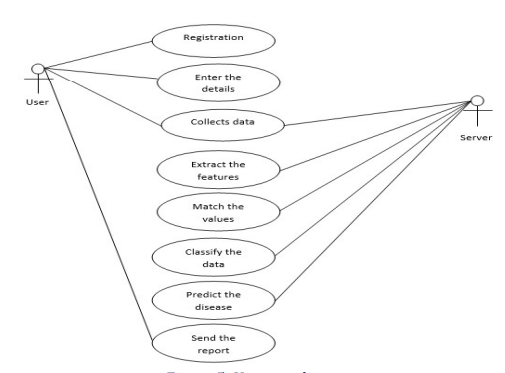 Registration
Enter the
details
User
Collects data
Server
Extract the
features
Match the
values
Classify the
data
Predict the
disease
Send the
report